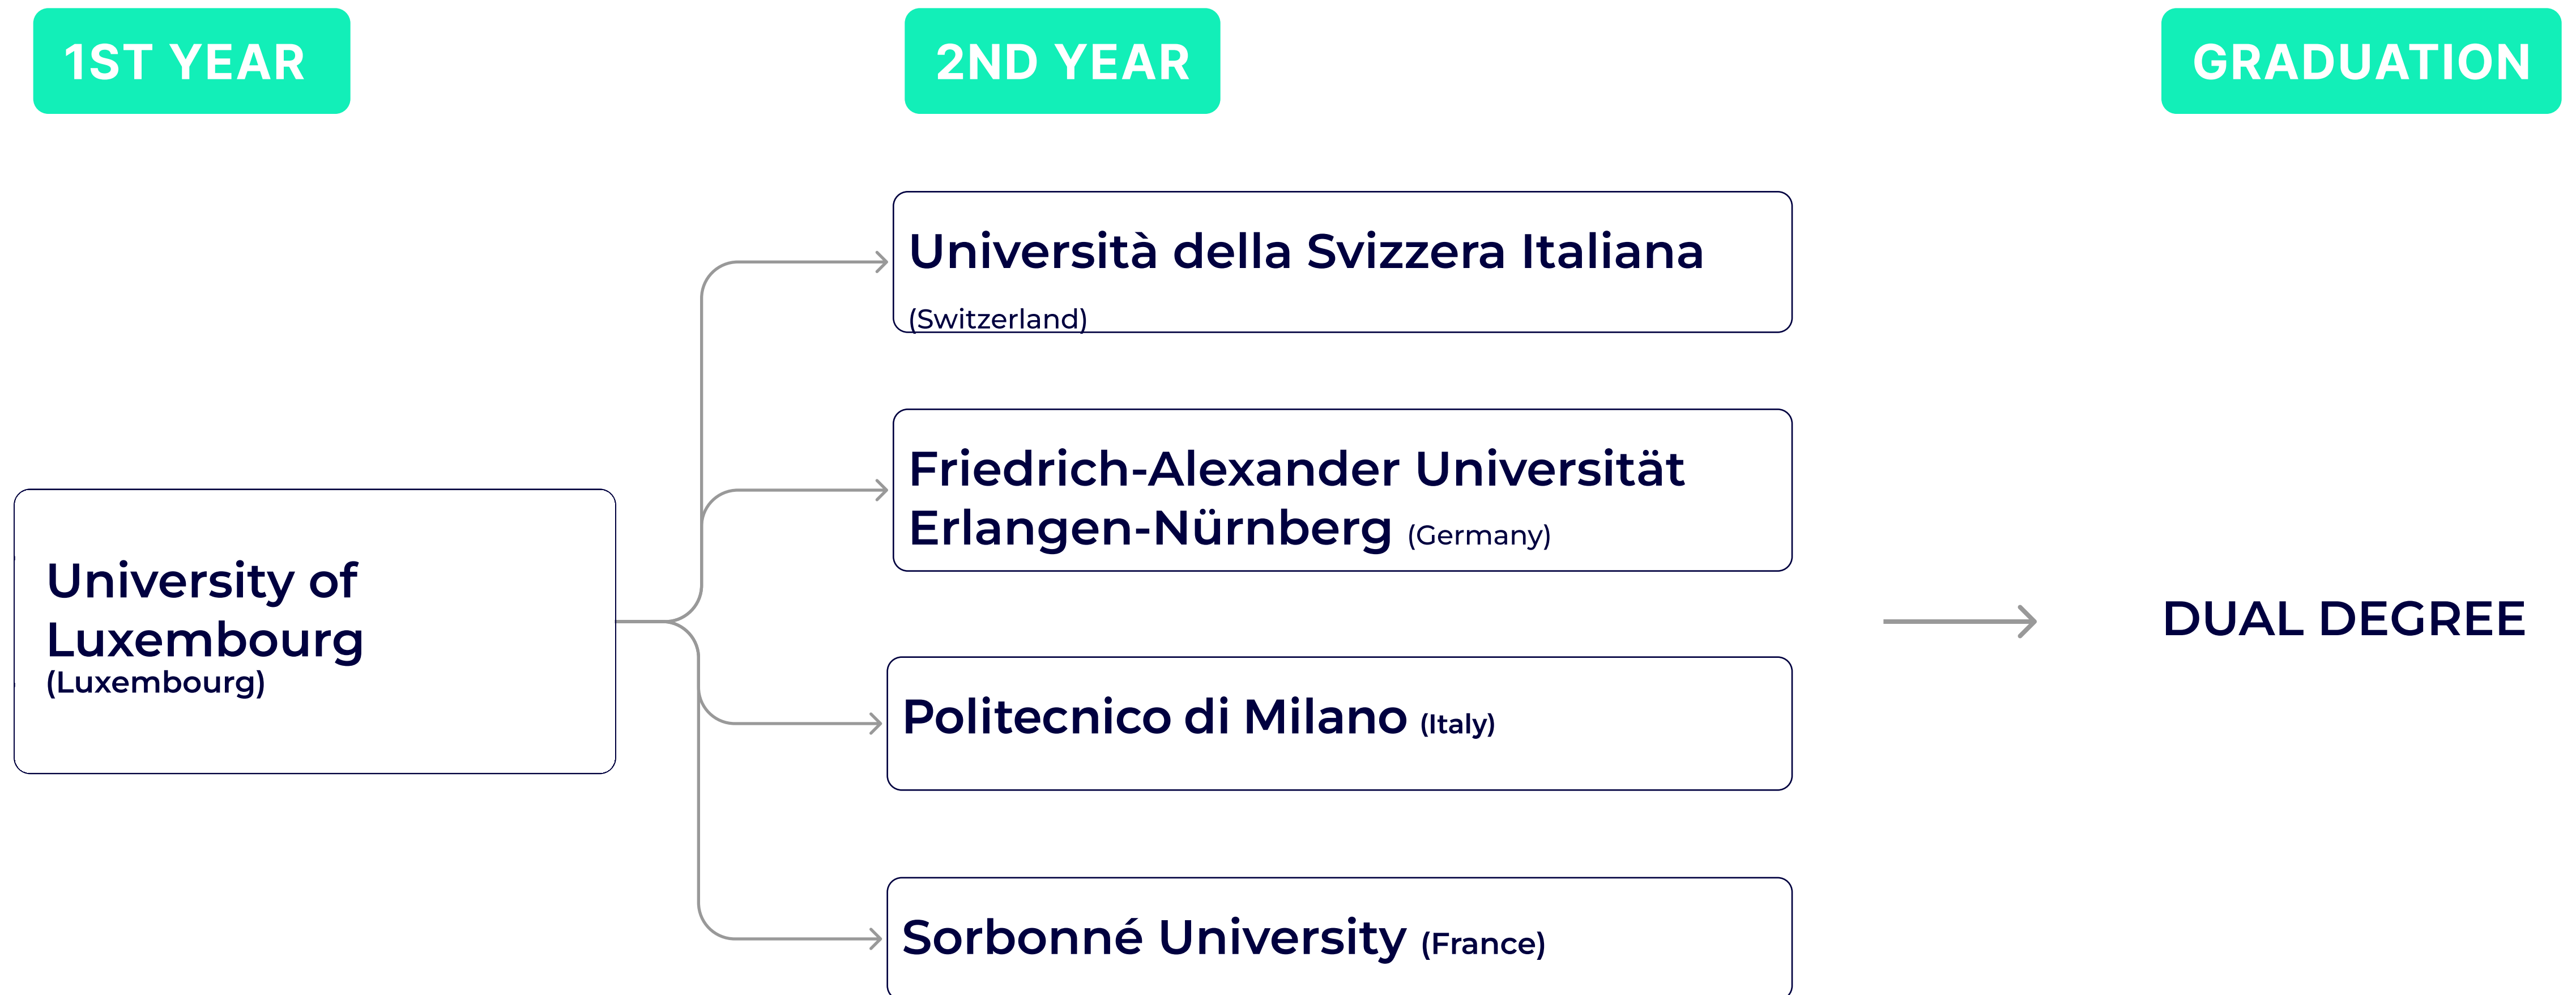 1ST YEAR
2ND YEAR
GRADUATION
Università della Svizzera Italiana
(Switzerland)
Friedrich-Alexander Universität
Erlangen-Nürnberg (Germany)
University of
Luxembourg
(Luxembourg)
DUAL DEGREE
Politecnico di Milano (Italy)
Sorbonné University (France)